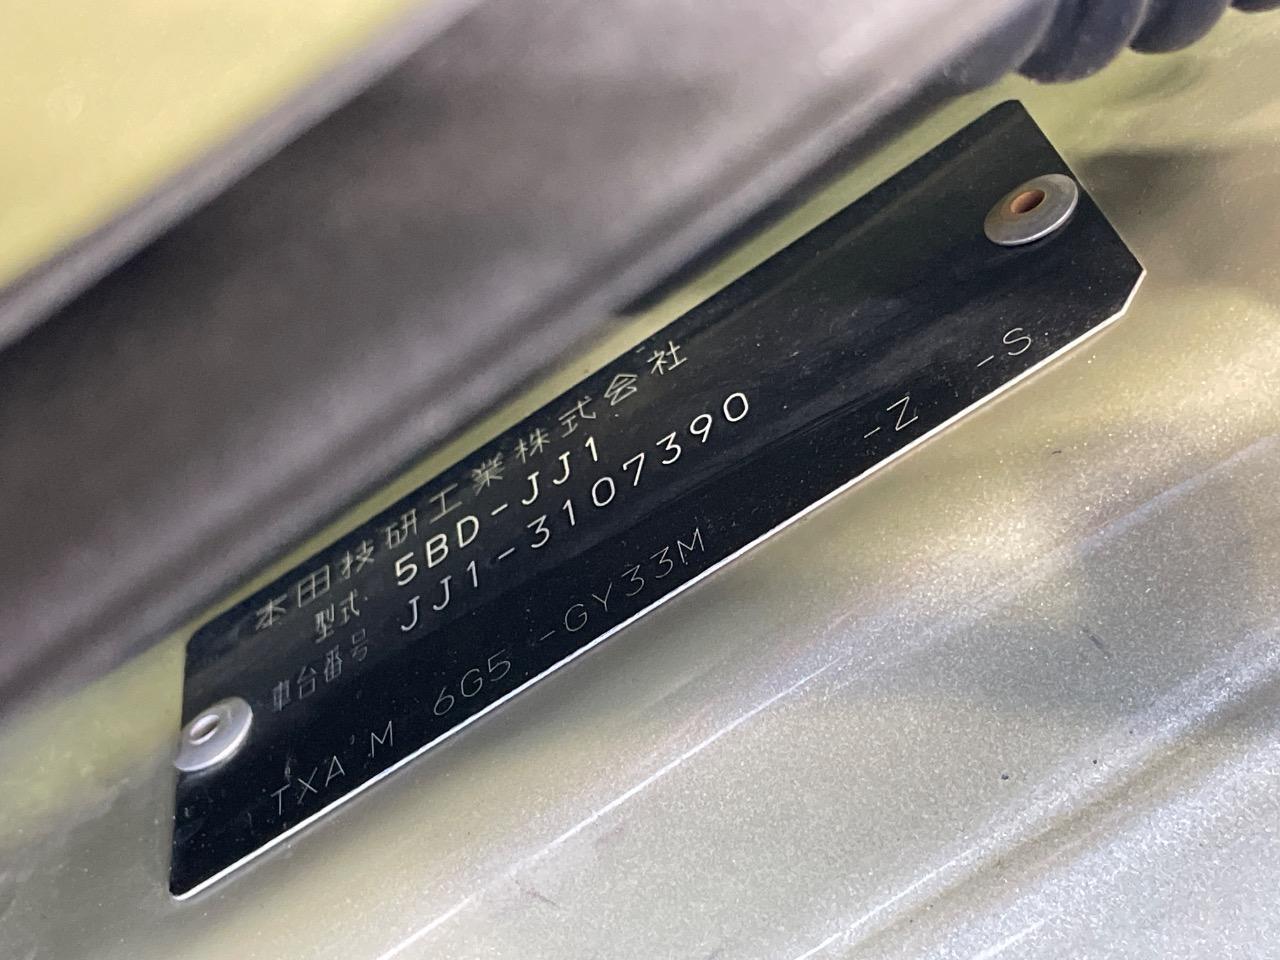 本田技研工業株式会社
型式 5BD-JJ1
車台番号 JJ1-3107390
TXA M 6G5 -GY33M -Z -S